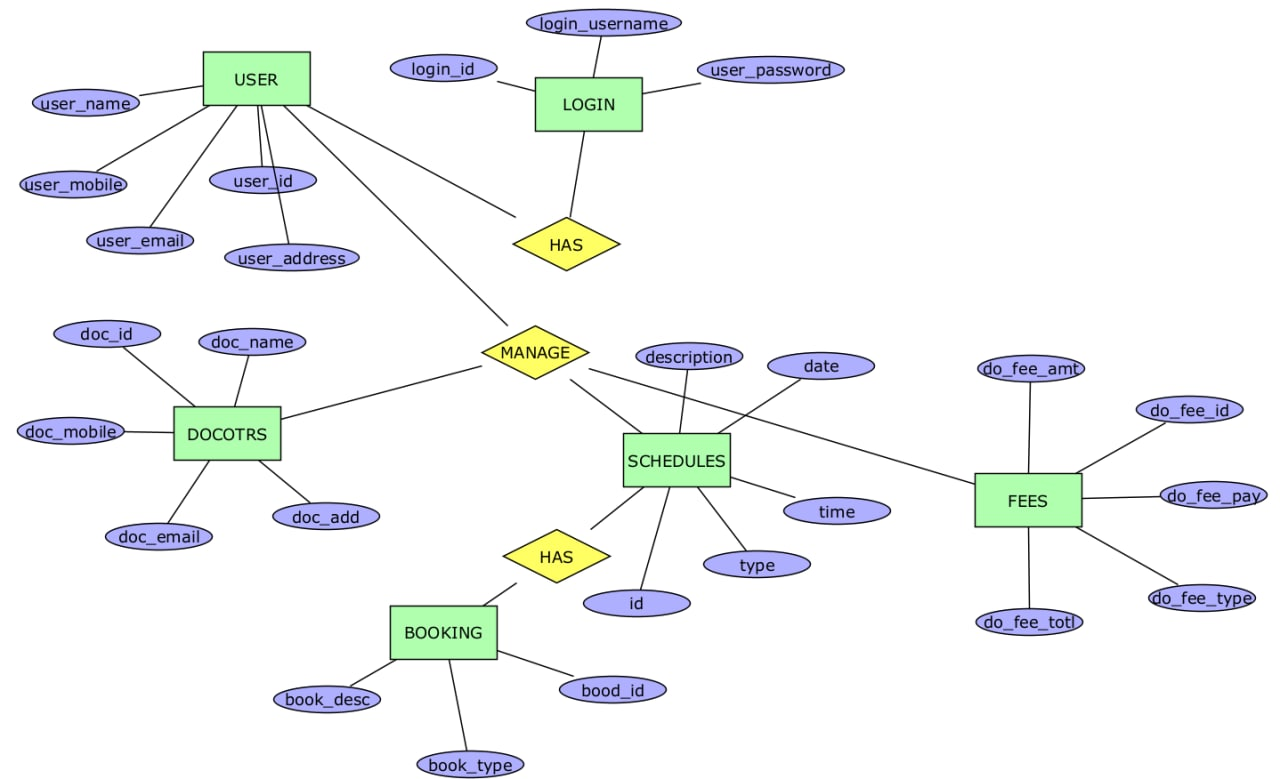 login_username
login_id
user_password
USER
LOGIN
user_name
user_mobile
user_id
user_email
user_address
HAS
doc_id
doc_name
MANAGE
description
date
do_fee_amt
do_fee_id
doc_mobile
DOCOTRS
SCHEDULES
do_fee_pay
FEES
time
doc_add
doc_email
HAS
type
id
do_fee_type
do_fee_totl
BOOKING
bood_id
book_desc
book_type